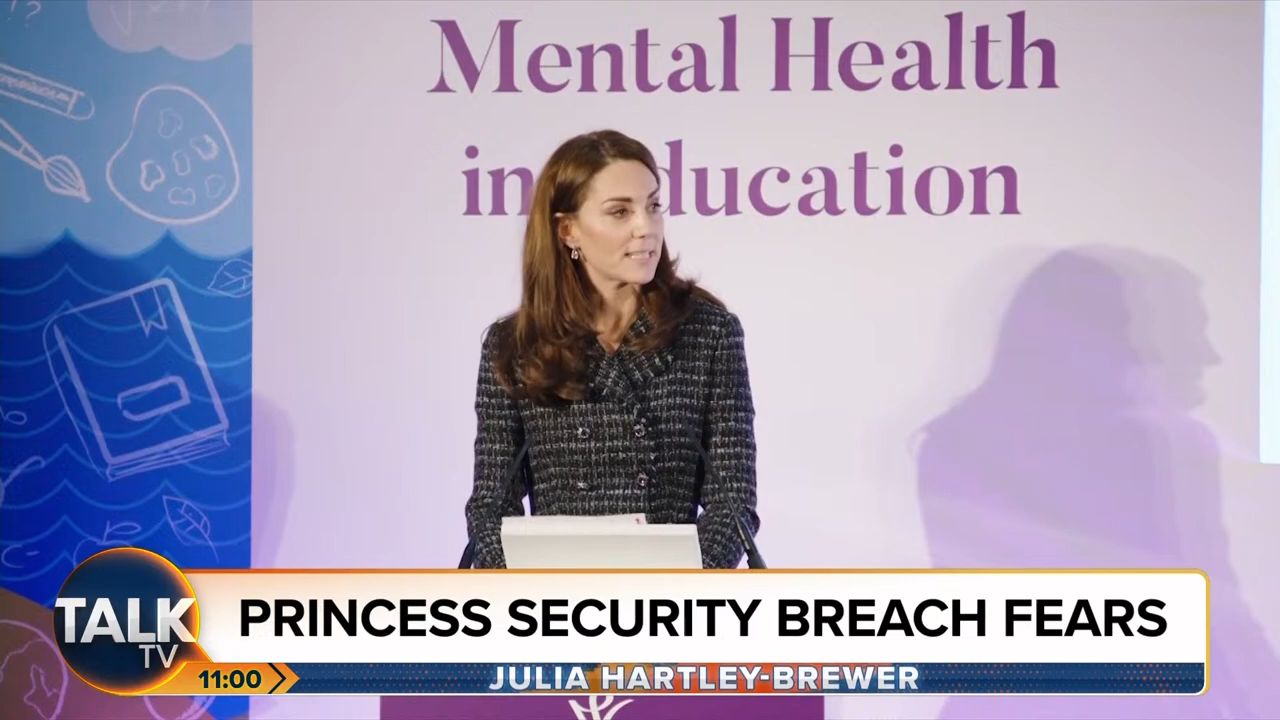 Mental Health
in ducation
TALK
TV
PRINCESS SECURITY BREACH FEARS
11:00
JULIA HARTLEY-BREWER